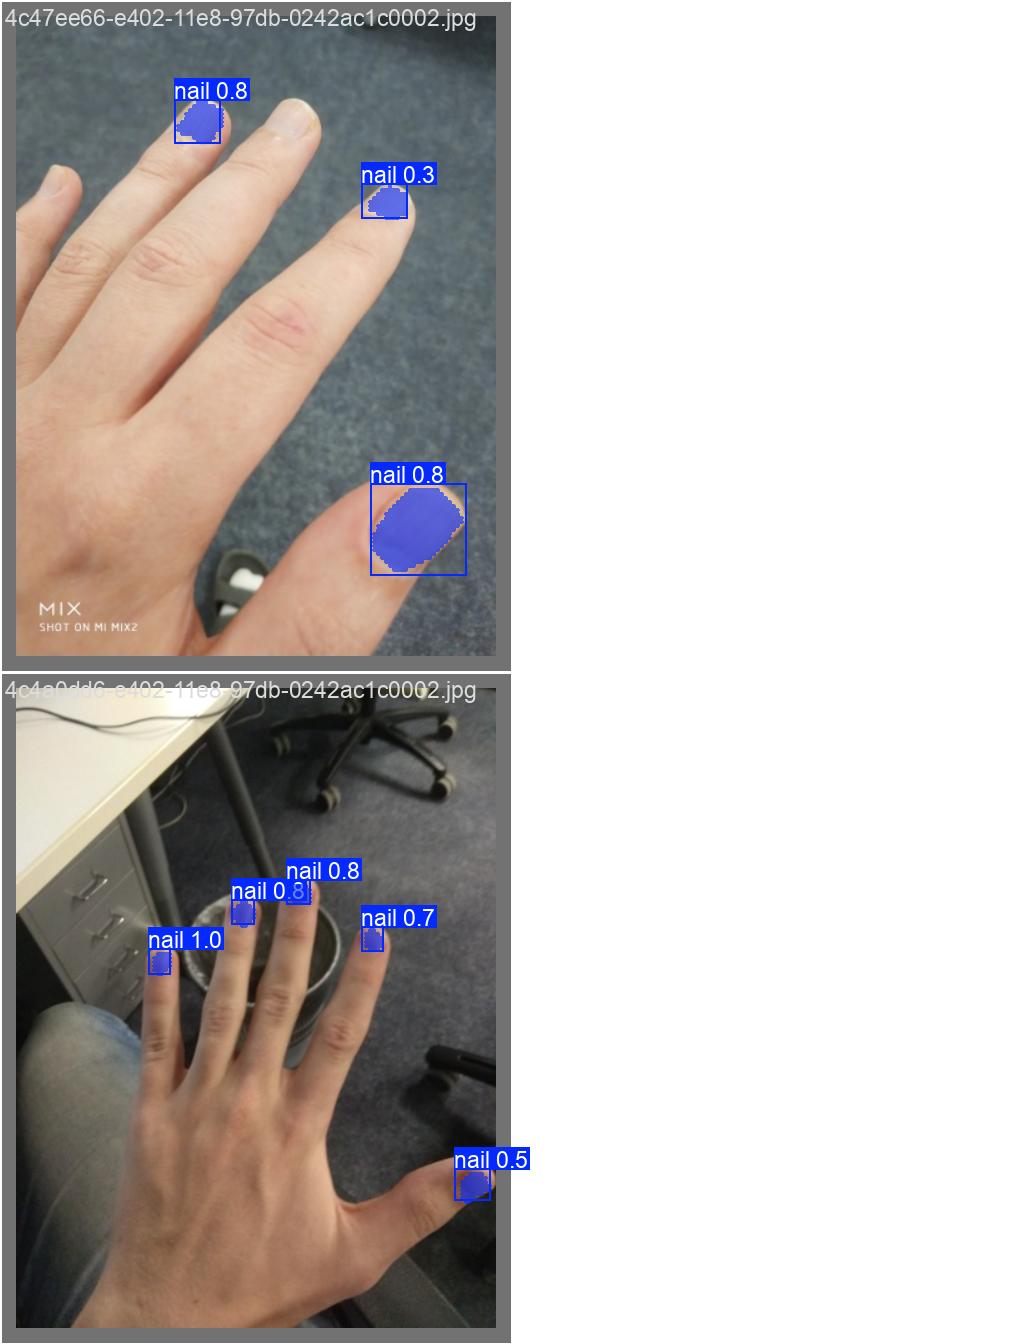 4c47ee66-e402-11e8-97db-0242ac1c0002.jpg
nail 0.8
nail 0.3
nail 0.8
MIX
SHOT ON MI MIX2
4c4a0dd6-e402-11e8-97db-0242ac1c0002.jpg
nail 0.8
nail 0.8
nail 0.7
nail 1.0
nail 0.5